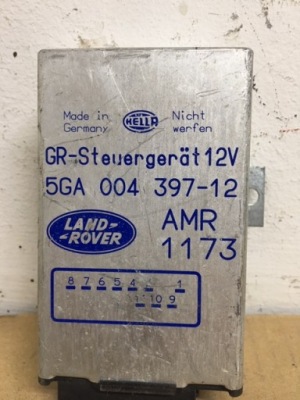 Made in Germany
HELLA
Nicht werfen
GR-Steuergerät 12V
5GA 004 397-12
LAND-ROVER
AMR 1173
8 7 6 5 4 1
10 9